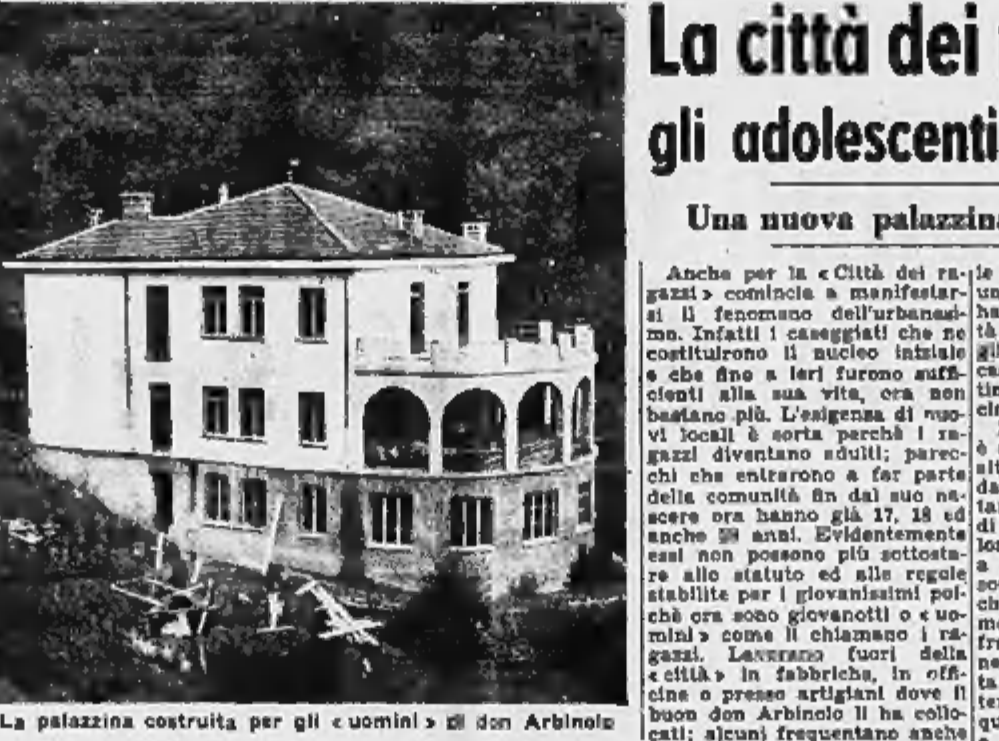 La città dei
gli adolescenti
Una nuova palazzin
Anche per la « Città dei ra-
gazzi » comincia a manifestar-
si il fenomeno dell'urbanesi-
mo. Infatti i caseggiati che ne
costituirono il nucleo iniziale
e che fino a ieri furono suffi-
cienti alla sua vita, ora non
bastano più. L'esigenza di nuo-
vi locali è sorta perchè i ra-
gazzi diventano adulti; parec-
chi che entrarono a far parte
della comunità fin dal suo na-
scere ora hanno già 17, 18 ed
anche anni. Evidentemente
essi non possono più sottosta-
re allo statuto ed alle regole
stabilite per i giovanissimi poi-
chè ora sono giovanotti o « uo-
mini » come li chiamano i ra-
gazzi. Lavorano fuori della
« città » in fabbriche, in offi-
cine o presso artigiani dove il
buon don Arbinolo li ha collo-
cati; alcuni frequentano anche
La palazzina costruita per gli « uomini » di don Arbinolo